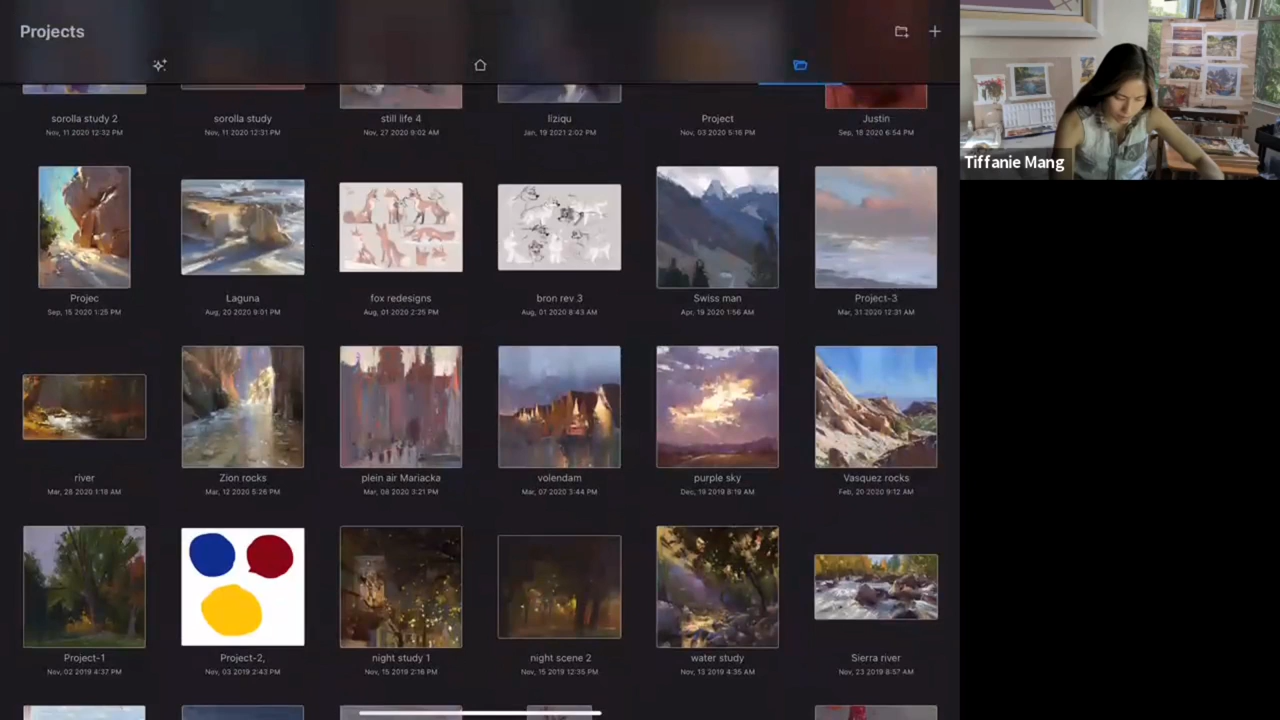 Projects
sorolla study 2
Nov, 11 2020 12:32 PM
sorolla study
Nov, 11 2020 12:31 PM
still life 4
Nov, 27 2020 9:02 AM
liziqu
Jan, 19 2021 2:02 PM
Project
Nov, 03 2020 5:16 PM
Justin
Sep, 18 2020 6:54 PM
Tiffanie Mang
Projec
Sep, 15 2020 1:25 PM
Laguna
Aug, 20 2020 9:01 PM
fox redesigns
Aug, 01 2020 2:25 PM
bron rev 3
Aug, 01 2020 8:43 AM
Swiss man
Apr, 19 2020 1:56 AM
Project-3
Mar, 31 2020 12:31 AM
river
Mar, 26 2020 1:18 AM
Zion rocks
Mar, 12 2020 5:26 PM
plein air Mariacka
Mar, 08 2020 3:21 PM
volendam
Mar, 07 2020 3:44 PM
purple sky
Dec, 19 2019 8:19 AM
Vasquez rocks
Feb, 20 2020 9:12 AM
Project-1
Nov, 02 2019 4:37 PM
Project-2,
Nov, 03 2019 2:43 PM
night study 1
Nov, 15 2019 2:16 PM
night scene 2
Nov, 15 2019 12:35 PM
water study
Nov, 13 2019 4:35 AM
Sierra river
Nov, 23 2019 8:57 AM